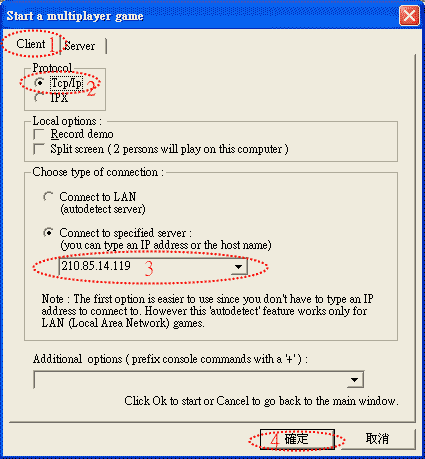 Start a multiplayer game
Client 1 Server
Protocol
Tcp/Ip 2
IPX
Local options :
Record demo
Split screen ( 2 persons will play on this computer )
Choose type of connection :
Connect to LAN
(autodetect server)
Connect to specified server :
(you can type an IP address or the host name)
210.85.14.119 3
Note : The first option is easier to use since you don't have to type an IP
address to connect to. However this 'autodetect' feature works only for
LAN (Local Area Network) games.
Additional options ( prefix console commands with a '+' ) :
Click Ok to start or Cancel to go back to the main window.
4 確定 取消